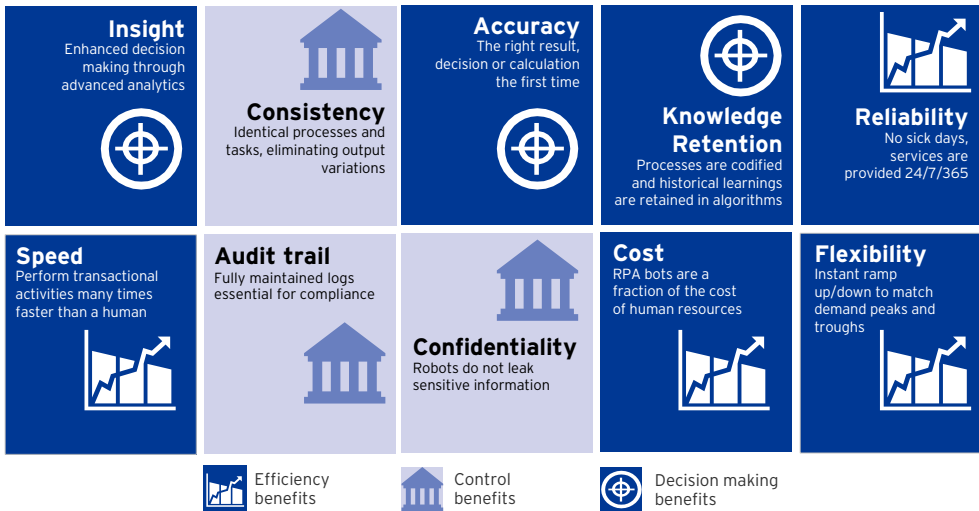 Insight
Enhanced decision
making through
advanced analytics
Consistency
Identical processes and
tasks, eliminating output
variations
Accuracy
The right result,
decision or calculation
the first time
Knowledge
Retention
Processes are codified
and historical learnings
are retained in algorithms
Reliability
No sick days,
services are
provided 24/7/365
Speed
Perform transactional
activities many times
faster than a human
Audit trail
Fully maintained logs
essential for compliance
Confidentiality
Robots do not leak
sensitive information
Cost
RPA bots are a
fraction of the cost
of human resources
Flexibility
Instant ramp
up/down to match
demand peaks and
troughs
Efficiency
benefits
Control
benefits
Decision making
benefits